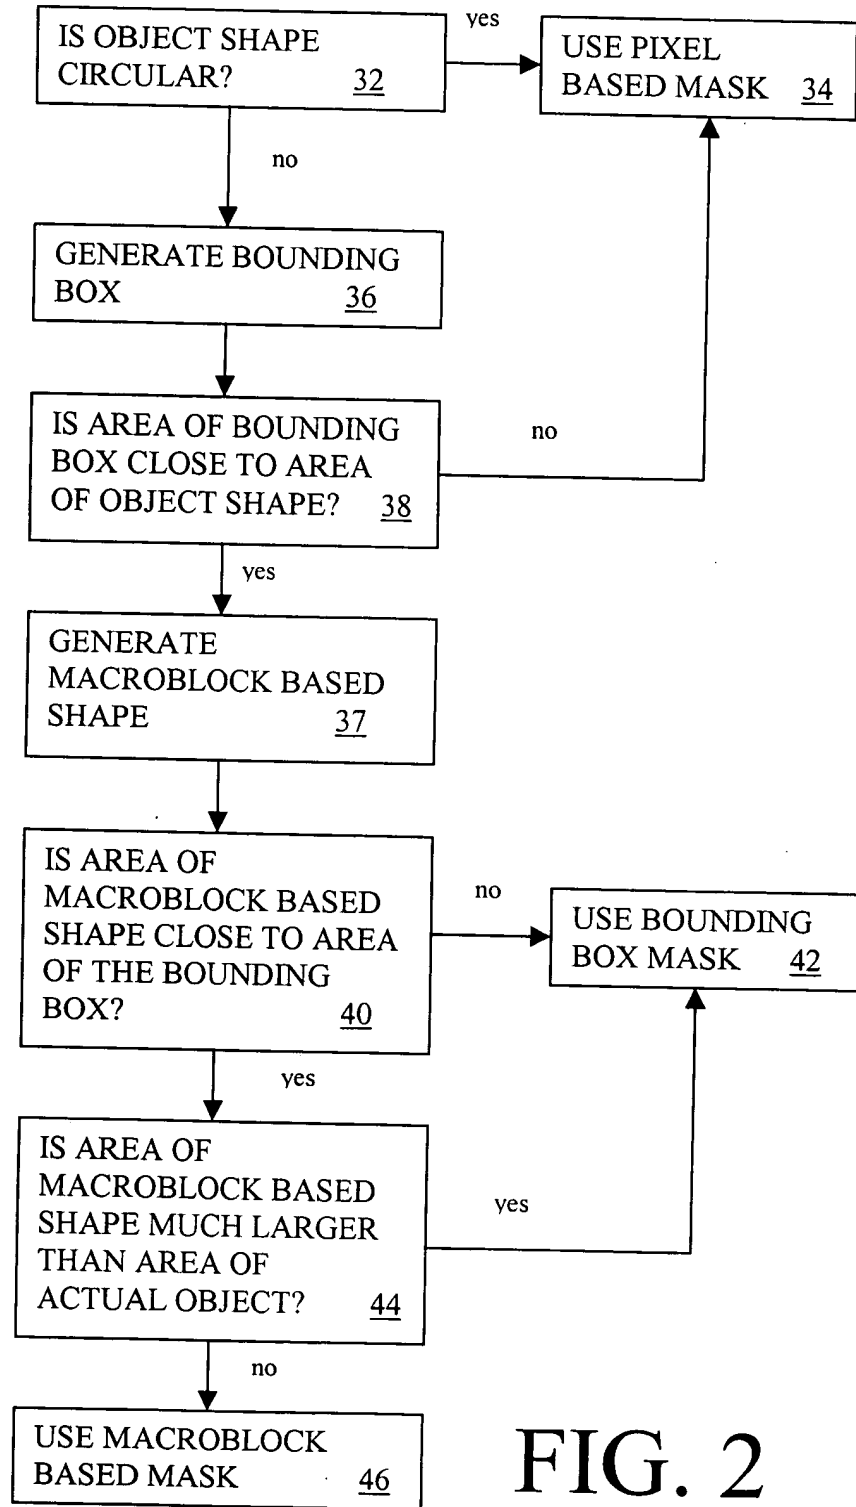 IS OBJECT SHAPE
CIRCULAR? 32
yes
USE PIXEL
BASED MASK 34
no
GENERATE BOUNDING
BOX 36
IS AREA OF BOUNDING
BOX CLOSE TO AREA
OF OBJECT SHAPE? 38
no
yes
GENERATE
MACROBLOCK BASED
SHAPE 37
IS AREA OF
MACROBLOCK BASED
SHAPE CLOSE TO AREA
OF THE BOUNDING
BOX? 40
no
USE BOUNDING
BOX MASK 42
yes
IS AREA OF
MACROBLOCK BASED
SHAPE MUCH LARGER
THAN AREA OF
ACTUAL OBJECT? 44
yes
no
USE MACROBLOCK
BASED MASK 46
FIG. 2